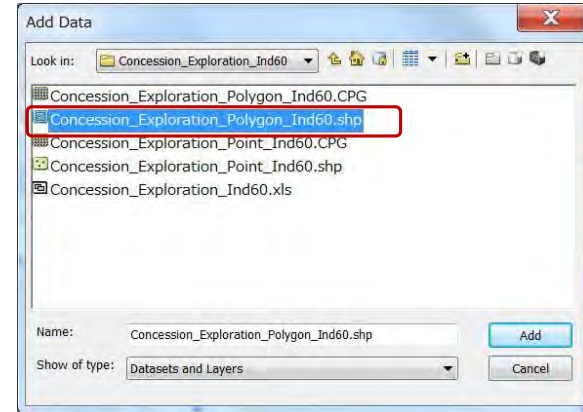 Add Data
Look in: Concession_Exploration_Ind60
Concession_Exploration_Polygon_Ind60.CPG
Concession_Exploration_Polygon_Ind60.shp
Concession_Exploration_Point_Ind60.CPG
Concession_Exploration_Point_Ind60.shp
Concession_Exploration_Ind60.xls
Name: Concession_Exploration_Polygon_Ind60.shp Add
Show of type: Datasets and Layers Cancel